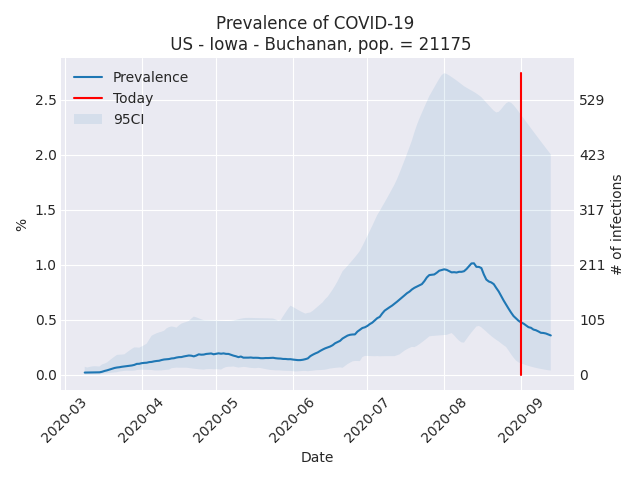 Prevalence of COVID-19
US - Iowa - Buchanan, pop. = 21175
Prevalence
Today
95CI
2.5
2.0
1.5
1.0
0.5
0.0
%
529
423
317
211
105
0
# of infections
2020-03
2020-04
2020-05
2020-06
2020-07
2020-08
2020-09
Date